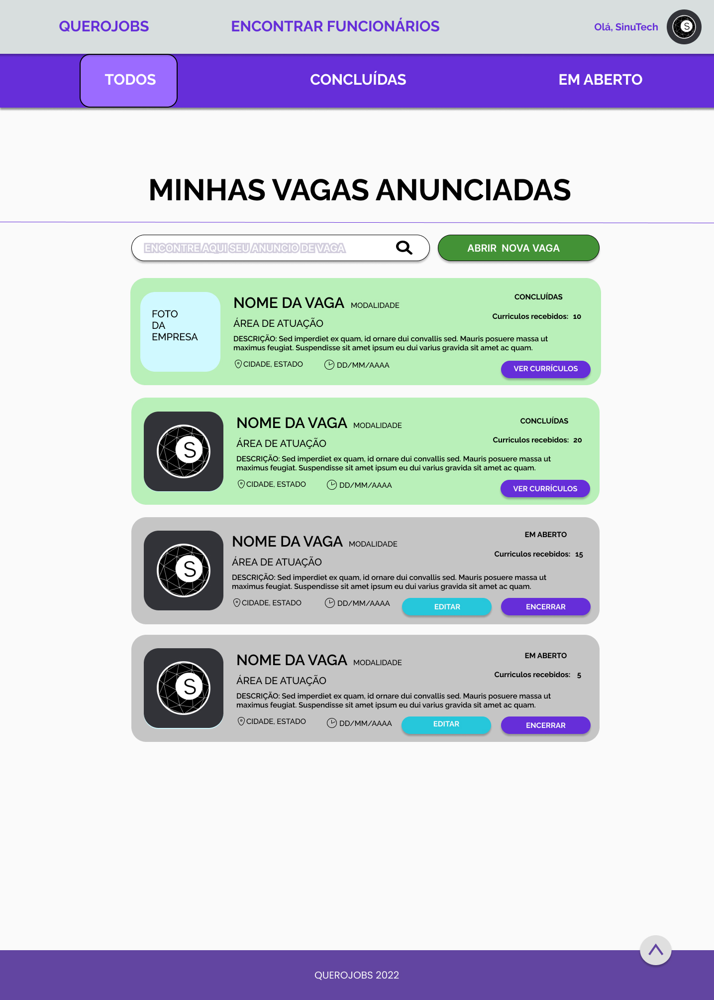 QUEROJOBS
ENCONTRAR FUNCIONÁRIOS
Olá, SinuTech
S
TODOS
CONCLUÍDAS
EM ABERTO
MINHAS VAGAS ANUNCIADAS
ENCONTRE AQUI SEU ANUNCIO DE VAGA
ABRIR NOVA VAGA
FOTO
DA
EMPRESA
NOME DA VAGA MODALIDADE
CONCLUÍDAS
Curriculos recebidos: 10
ÁREA DE ATUAÇÃO
DESCRIÇÃO: Sed imperdiet ex quam, id ornare dui convallis sed. Mauris posuere massa ut
maximus feugiat. Suspendisse sit amet ipsum eu dui varius gravida sit amet ac quam.
CIDADE, ESTADO
DD/MM/AAAA
VER CURRÍCULOS
S
NOME DA VAGA MODALIDADE
CONCLUÍDAS
Curriculos recebidos: 20
ÁREA DE ATUAÇÃO
DESCRIÇÃO: Sed imperdiet ex quam, id ornare dui convallis sed. Mauris posuere massa ut
maximus feugiat. Suspendisse sit amet ipsum eu dui varius gravida sit amet ac quam.
CIDADE, ESTADO
DD/MM/AAAA
VER CURRÍCULOS
S
NOME DA VAGA MODALIDADE
EM ABERTO
Curriculos recebidos: 15
ÁREA DE ATUAÇÃO
DESCRIÇÃO: Sed imperdiet ex quam, id ornare dui convallis sed. Mauris posuere massa ut
maximus feugiat. Suspendisse sit amet ipsum eu dui varius gravida sit amet ac quam.
CIDADE, ESTADO
DD/MM/AAAA
EDITAR
ENCERRAR
S
NOME DA VAGA MODALIDADE
EM ABERTO
Curriculos recebidos: 5
ÁREA DE ATUAÇÃO
DESCRIÇÃO: Sed imperdiet ex quam, id ornare dui convallis sed. Mauris posuere massa ut
maximus feugiat. Suspendisse sit amet ipsum eu dui varius gravida sit amet ac quam.
CIDADE, ESTADO
DD/MM/AAAA
EDITAR
ENCERRAR
QUEROJOBS 2022